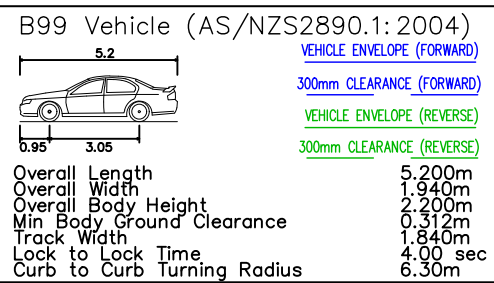 B99 Vehicle (AS/NZS2890.1:2004)
5.2
VEHICLE ENVELOPE (FORWARD)
300mm CLEARANCE (FORWARD)
VEHICLE ENVELOPE (REVERSE)
300mm CLEARANCE (REVERSE)
0.95 3.05
Overall Length 5.200m
Overall Width 1.940m
Overall Body Height 2.200m
Min Body Ground Clearance 0.312m
Track Width 1.840m
Lock to Lock Time 4.00 sec
Curb to Curb Turning Radius 6.30m